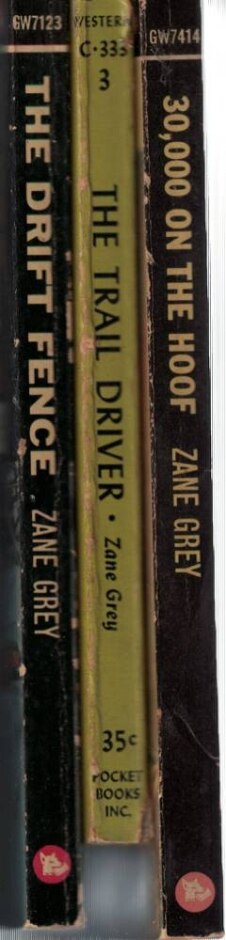 GW7123
THE DRIFT FENCE ZANE GREY
WESTERN
C·333
3
THE TRAIL DRIVER · Zane Grey
35c
POCKET
BOOKS
INC.
GW7414
30,000 ON THE HOOF ZANE GREY